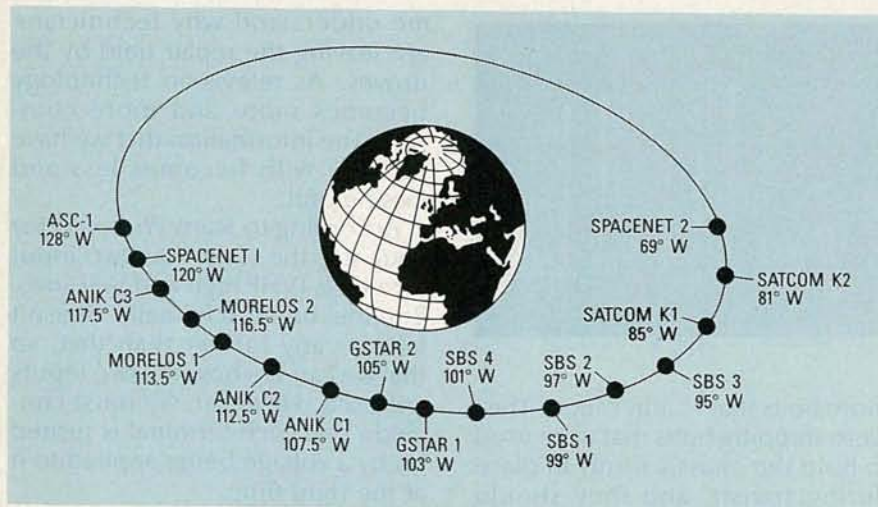 ASC-1
128° W
SPACENET I
120° W
ANIK C3
117.5° W
MORELOS 2
116.5° W
MORELOS 1
113.5° W
ANIK C2
112.5° W
ANIK C1
107.5° W
GSTAR 2
105° W
GSTAR 1
103° W
SBS 4
101° W
SBS 1
99° W
SBS 2
97° W
SBS 3
95° W
SATCOM K1
85° W
SATCOM K2
81° W
SPACENET 2
69° W